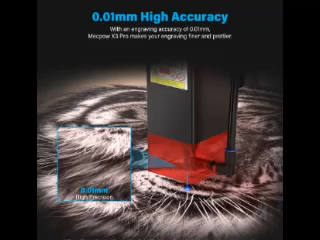 0.01mm High Accuracy
With an engraving accuracy of 0.01mm,
Mecpow X3 Pro makes your engraving finer and prettier.
0.01mm
High Precision